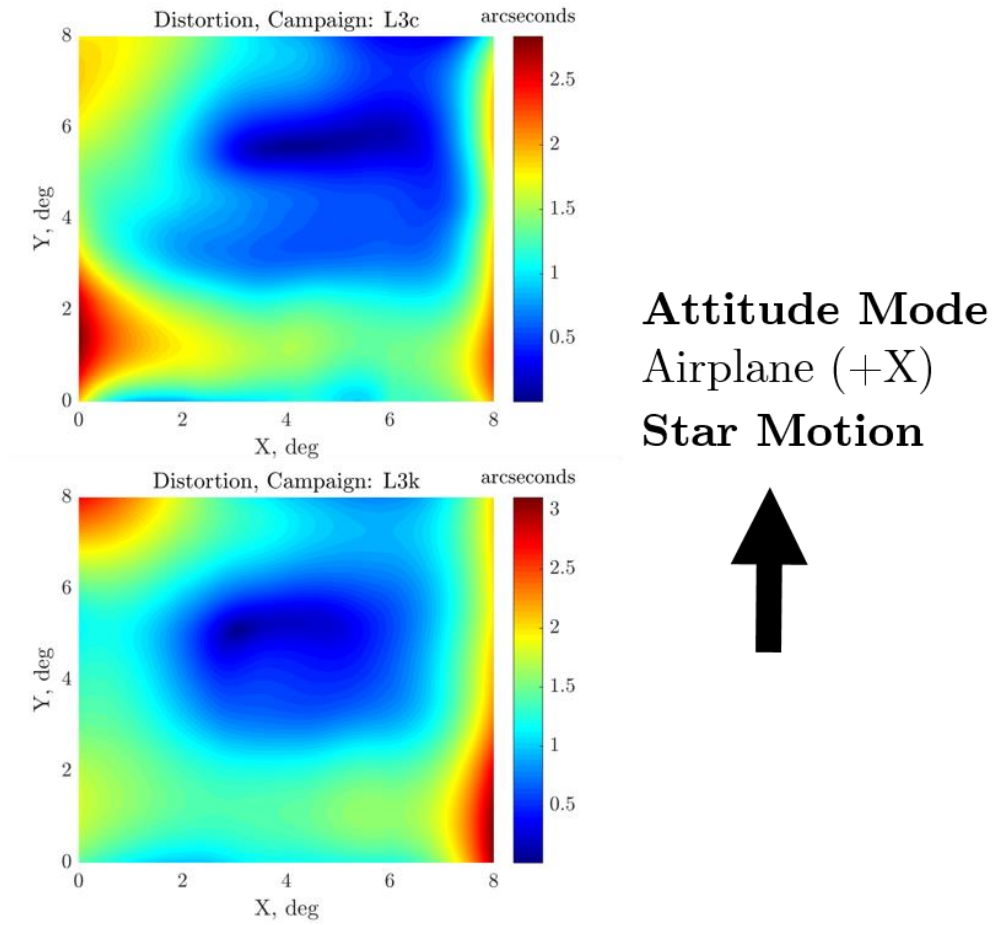 Distortion, Campaign: L3c
arcseconds
8
6
4
2
0
Y, deg
0 2 4 6 8
X, deg
2.5
2
1.5
1
0.5
Distortion, Campaign: L3k
arcseconds
8
6
4
2
0
Y, deg
0 2 4 6 8
X, deg
3
2.5
2
1.5
1
0.5
Attitude Mode
Airplane (+X)
Star Motion